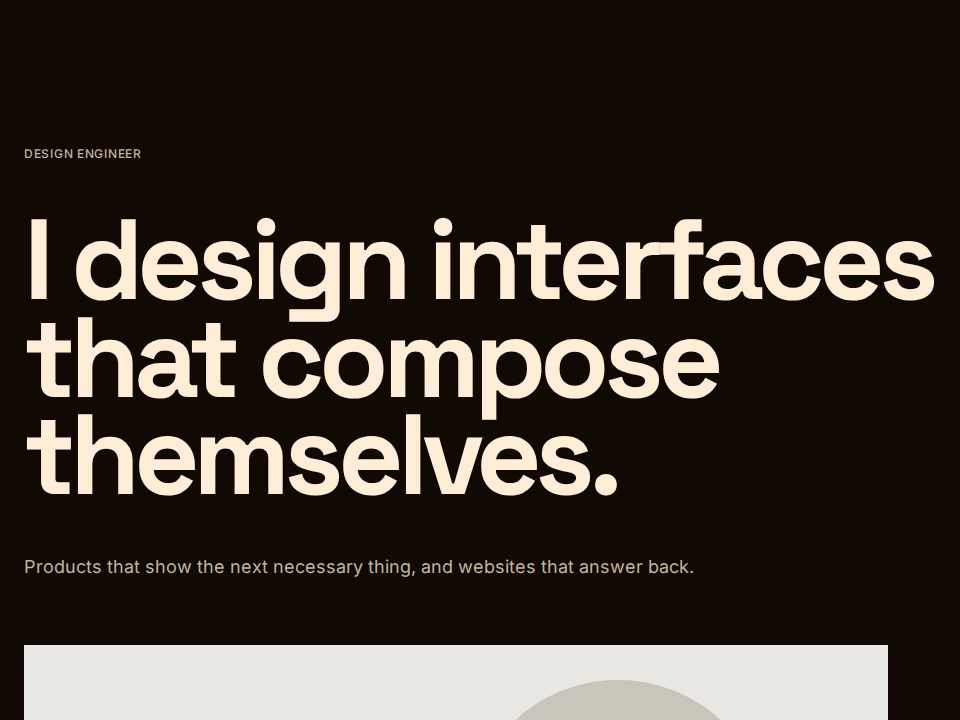 DESIGN ENGINEER
I design interfaces
that compose
themselves.
Products that show the next necessary thing, and websites that answer back.